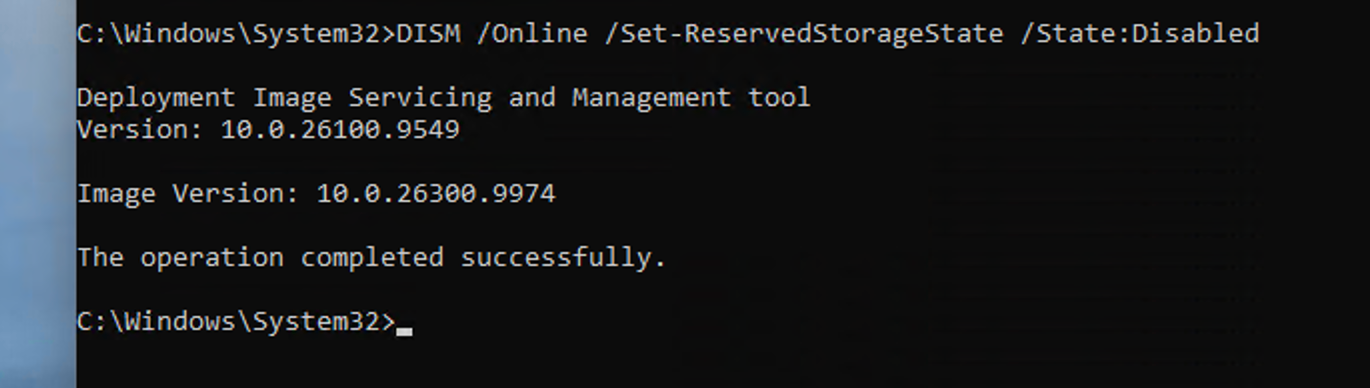 C:\Windows\System32>DISM /Online /Set-ReservedStorageState /State:Disabled
Deployment Image Servicing and Management tool
Version: 10.0.26100.9549
Image Version: 10.0.26300.9974
The operation completed successfully.
C:\Windows\System32>